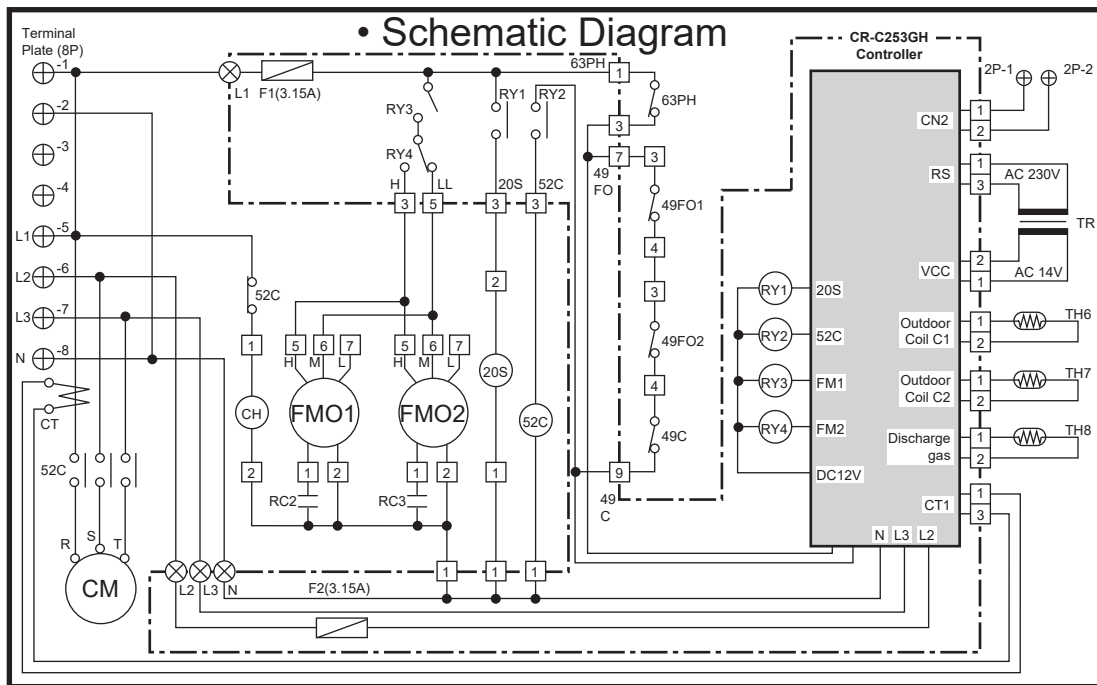 • Schematic Diagram
Terminal
Plate (8P)
-1
-2
-3
-4
L1 -5
L2 -6
L3 -7
N -8
CT
52C
R
S
T
CM
L1
F1(3.15A)
RY3
RY4
H
LL
3
5
RY1
RY2
20S
52C
3
3
63PH
1
63PH
3
7
3
49
FO
49FO1
4
3
49FO2
4
49C
9
49
C
52C
1
CH
2
5
6
7
H
M
L
FMO1
1
2
RC2
5
6
7
H
M
L
FMO2
1
2
RC3
2
20S
1
52C
1
1
1
L2
L3
N
F2(3.15A)
CR-C253GH
Controller
2P-1
2P-2
CN2
1
2
RS
1
3
AC 230V
TR
VCC
2
1
AC 14V
RY1
20S
RY2
52C
RY3
FM1
RY4
FM2
DC12V
Outdoor
Coil C1
1
2
TH6
Outdoor
Coil C2
1
2
TH7
Discharge
gas
1
2
TH8
CT1
1
3
N L3 L2